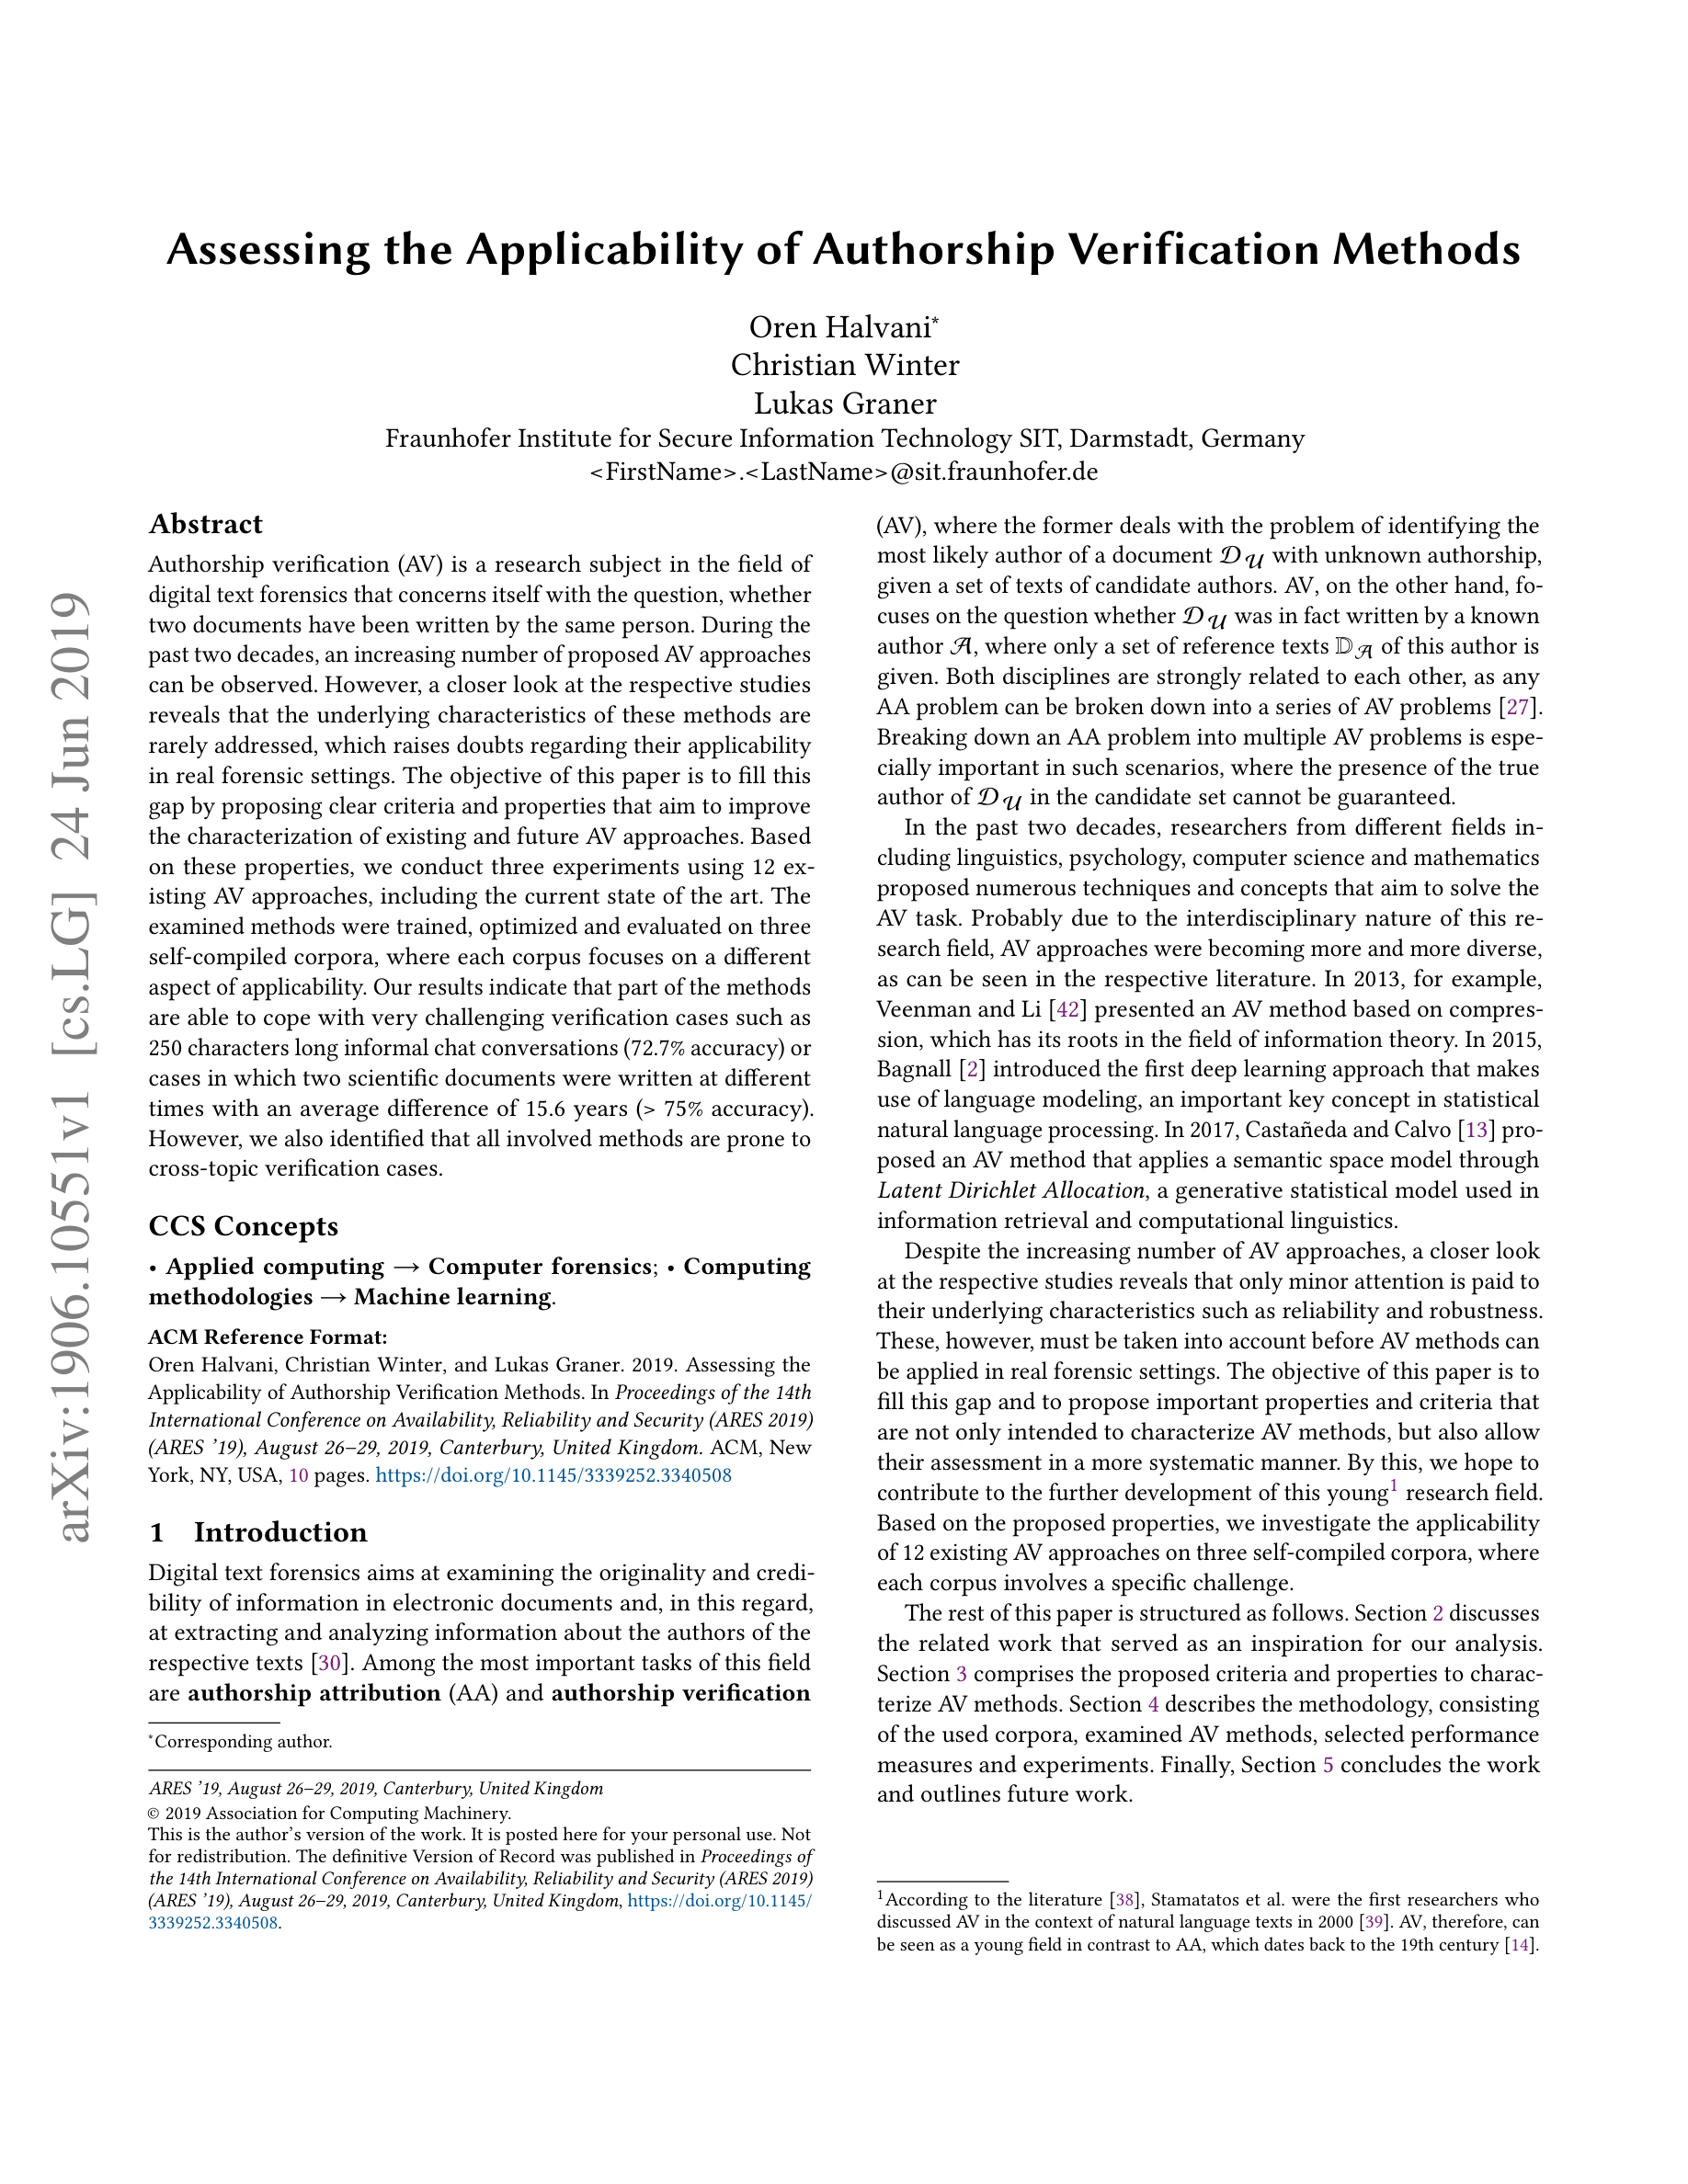 arXiv:1906.10551v1 [cs.LG] 24 Jun 2019
Assessing the Applicability of Authorship Verification Methods
Oren Halvani*
Christian Winter
Lukas Graner
Fraunhofer Institute for Secure Information Technology SIT, Darmstadt, Germany
<FirstName>.<LastName>@sit.fraunhofer.de
Abstract
Authorship verification (AV) is a research subject in the field of
digital text forensics that concerns itself with the question, whether
two documents have been written by the same person. During the
past two decades, an increasing number of proposed AV approaches
can be observed. However, a closer look at the respective studies
reveals that the underlying characteristics of these methods are
rarely addressed, which raises doubts regarding their applicability
in real forensic settings. The objective of this paper is to fill this
gap by proposing clear criteria and properties that aim to improve
the characterization of existing and future AV approaches. Based
on these properties, we conduct three experiments using 12 ex-
isting AV approaches, including the current state of the art. The
examined methods were trained, optimized and evaluated on three
self-compiled corpora, where each corpus focuses on a different
aspect of applicability. Our results indicate that part of the methods
are able to cope with very challenging verification cases such as
250 characters long informal chat conversations (72.7% accuracy) or
cases in which two scientific documents were written at different
times with an average difference of 15.6 years (> 75% accuracy).
However, we also identified that all involved methods are prone to
cross-topic verification cases.
CCS Concepts
• Applied computing → Computer forensics; • Computing
methodologies → Machine learning.
ACM Reference Format:
Oren Halvani, Christian Winter, and Lukas Graner. 2019. Assessing the
Applicability of Authorship Verification Methods. In Proceedings of the 14th
International Conference on Availability, Reliability and Security (ARES 2019)
(ARES ’19), August 26–29, 2019, Canterbury, United Kingdom. ACM, New
York, NY, USA, 10 pages. https://doi.org/10.1145/3339252.3340508
1 Introduction
Digital text forensics aims at examining the originality and credi-
bility of information in electronic documents and, in this regard,
at extracting and analyzing information about the authors of the
respective texts [30]. Among the most important tasks of this field
are authorship attribution (AA) and authorship verification
*Corresponding author.
ARES ’19, August 26–29, 2019, Canterbury, United Kingdom
© 2019 Association for Computing Machinery.
This is the author’s version of the work. It is posted here for your personal use. Not
for redistribution. The definitive Version of Record was published in Proceedings of
the 14th International Conference on Availability, Reliability and Security (ARES 2019)
(ARES ’19), August 26–29, 2019, Canterbury, United Kingdom, https://doi.org/10.1145/
3339252.3340508.
(AV), where the former deals with the problem of identifying the
most likely author of a document 𝒟𝒰 with unknown authorship,
given a set of texts of candidate authors. AV, on the other hand, fo-
cuses on the question whether 𝒟𝒰 was in fact written by a known
author 𝒜, where only a set of reference texts 𝔻𝒜 of this author is
given. Both disciplines are strongly related to each other, as any
AA problem can be broken down into a series of AV problems [27].
Breaking down an AA problem into multiple AV problems is espe-
cially important in such scenarios, where the presence of the true
author of 𝒟𝒰 in the candidate set cannot be guaranteed.
In the past two decades, researchers from different fields in-
cluding linguistics, psychology, computer science and mathematics
proposed numerous techniques and concepts that aim to solve the
AV task. Probably due to the interdisciplinary nature of this re-
search field, AV approaches were becoming more and more diverse,
as can be seen in the respective literature. In 2013, for example,
Veenman and Li [42] presented an AV method based on compres-
sion, which has its roots in the field of information theory. In 2015,
Bagnall [2] introduced the first deep learning approach that makes
use of language modeling, an important key concept in statistical
natural language processing. In 2017, Castañeda and Calvo [13] pro-
posed an AV method that applies a semantic space model through
Latent Dirichlet Allocation, a generative statistical model used in
information retrieval and computational linguistics.
Despite the increasing number of AV approaches, a closer look
at the respective studies reveals that only minor attention is paid to
their underlying characteristics such as reliability and robustness.
These, however, must be taken into account before AV methods can
be applied in real forensic settings. The objective of this paper is to
fill this gap and to propose important properties and criteria that
are not only intended to characterize AV methods, but also allow
their assessment in a more systematic manner. By this, we hope to
contribute to the further development of this young1 research field.
Based on the proposed properties, we investigate the applicability
of 12 existing AV approaches on three self-compiled corpora, where
each corpus involves a specific challenge.
The rest of this paper is structured as follows. Section 2 discusses
the related work that served as an inspiration for our analysis.
Section 3 comprises the proposed criteria and properties to charac-
terize AV methods. Section 4 describes the methodology, consisting
of the used corpora, examined AV methods, selected performance
measures and experiments. Finally, Section 5 concludes the work
and outlines future work.
1According to the literature [38], Stamatatos et al. were the first researchers who
discussed AV in the context of natural language texts in 2000 [39]. AV, therefore, can
be seen as a young field in contrast to AA, which dates back to the 19th century [14].